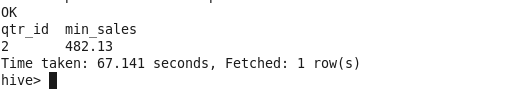 OK
qtr_id  min_sales
2       482.13
Time taken: 67.141 seconds, Fetched: 1 row(s)
hive>